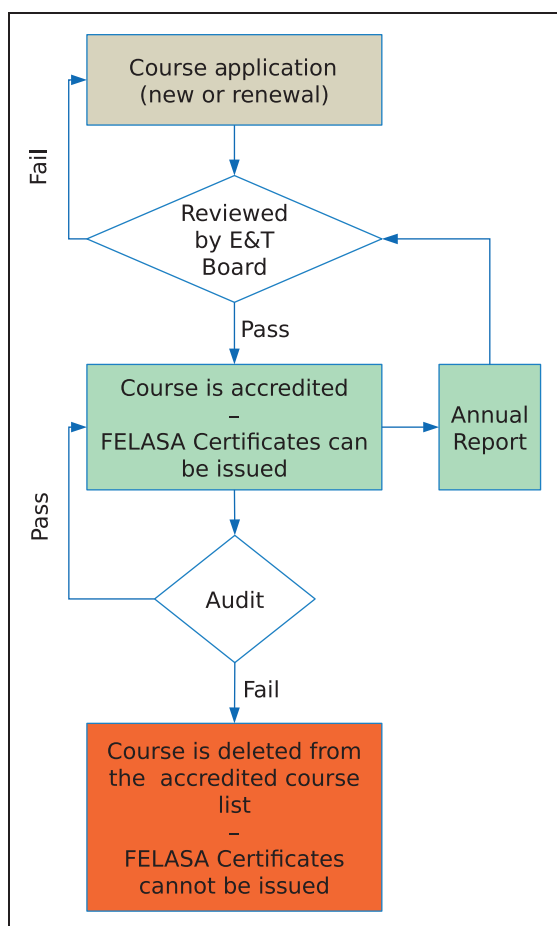 Course application
(new or renewal)
Fail
Reviewed
by E&T
Board
Pass
Course is accredited
–
FELASA Certificates can
be issued
Annual
Report
Pass
Audit
Fail
Course is deleted from
the accredited course
list
–
FELASA Certificates
cannot be issued